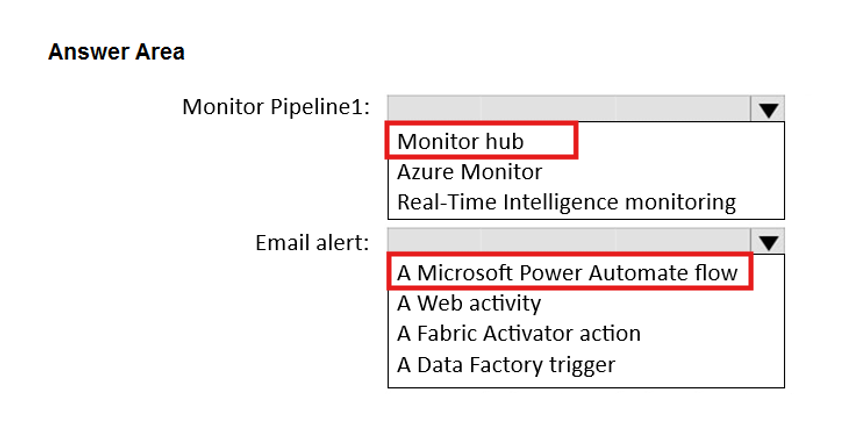 Answer Area
Monitor Pipeline1:
Monitor hub
Azure Monitor
Real-Time Intelligence monitoring
Email alert:
A Microsoft Power Automate flow
A Web activity
A Fabric Activator action
A Data Factory trigger